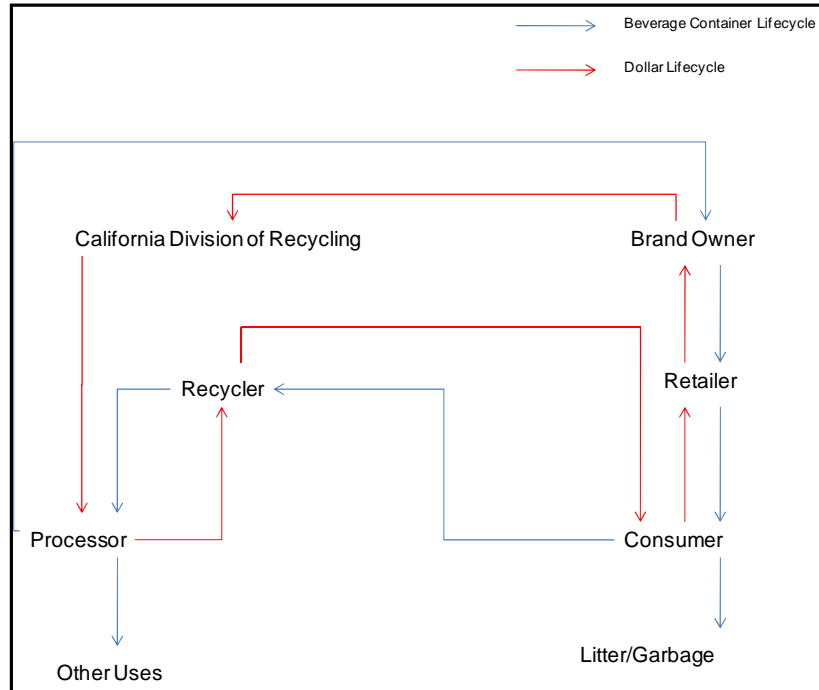 Beverage Container Lifecycle
Dollar Lifecycle
California Division of Recycling
Brand Owner
Recycler
Retailer
Processor
Consumer
Other Uses
Litter/Garbage